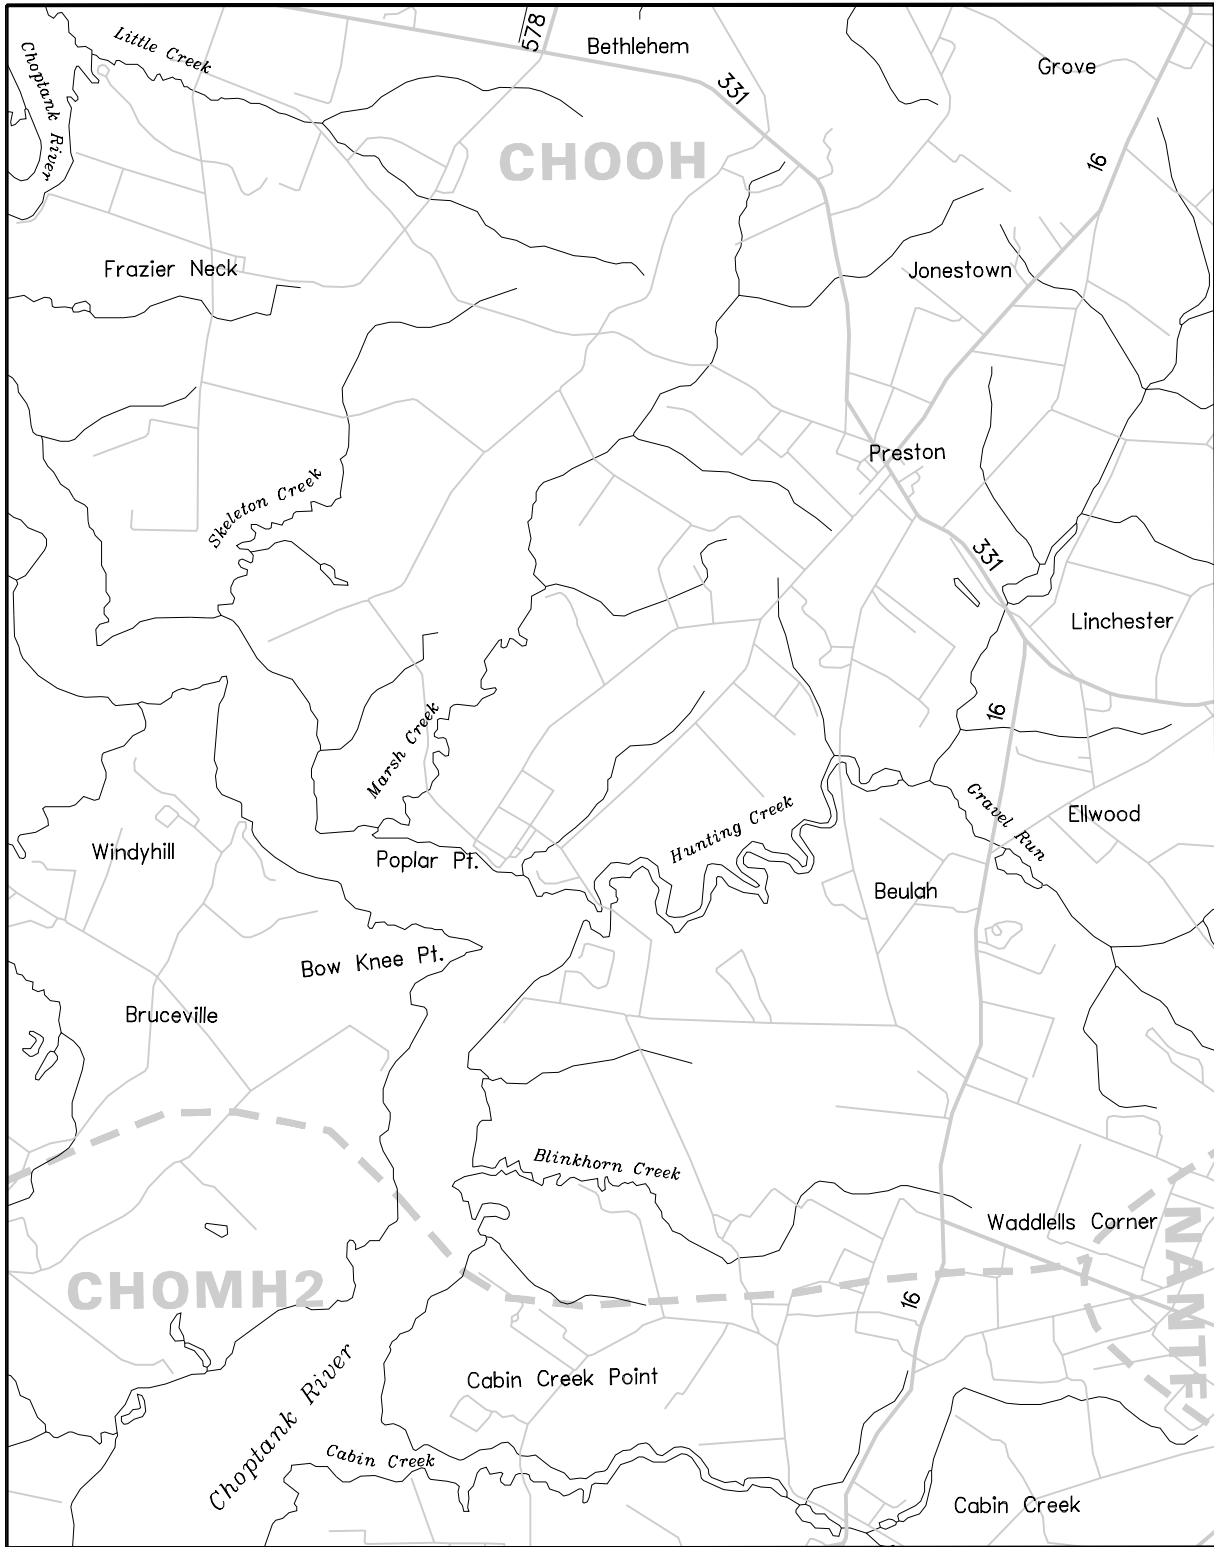 578
Bethlehem
Little Creek
Choptank River
Grove
331
CHOOH
16
Frazier Neck
Jonestown
Preston
Skeleton Creek
331
Linchester
16
Marsh Creek
Hunting Creek
Gravel Run
Ellwood
Windyhill
Poplar Pt.
Beulah
Bow Knee Pt.
Bruceville
Blinkhorn Creek
Waddlells Corner
NAMTF
CHOMH2
16
Choptank River
Cabin Creek Point
Cabin Creek
Cabin Creek